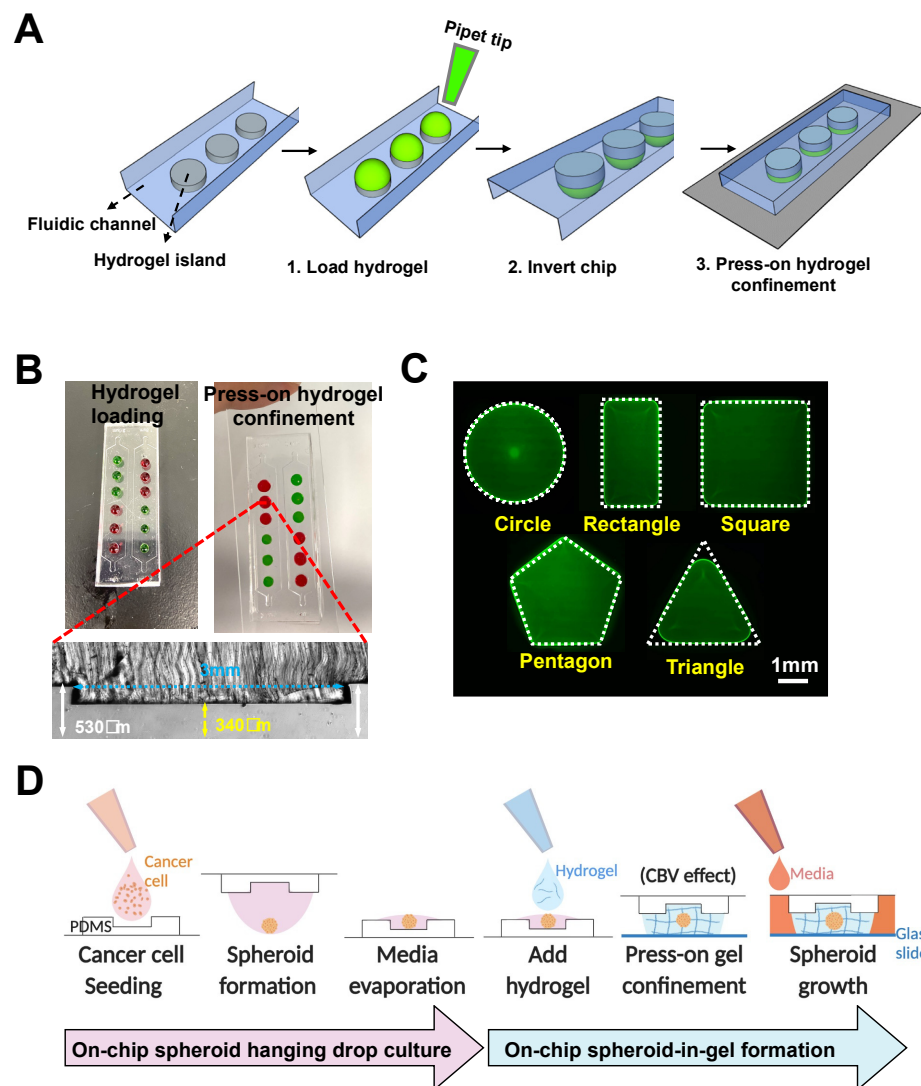 A
Pipet tip
Fluidic channel
Hydrogel island
1. Load hydrogel
2. Invert chip
3. Press-on hydrogel
confinement
B
Hydrogel
loading
Press-on hydrogel
confinement
3mm
530□m
340□m
C
Circle
Rectangle
Square
Pentagon
Triangle
1mm
D
Cancer
cell
PDMS
Hydrogel
(CBV effect)
Media
Glas
slide
Cancer cell
Seeding
Spheroid
formation
Media
evaporation
Add
hydrogel
Press-on gel
confinement
Spheroid
growth
On-chip spheroid hanging drop culture
On-chip spheroid-in-gel formation